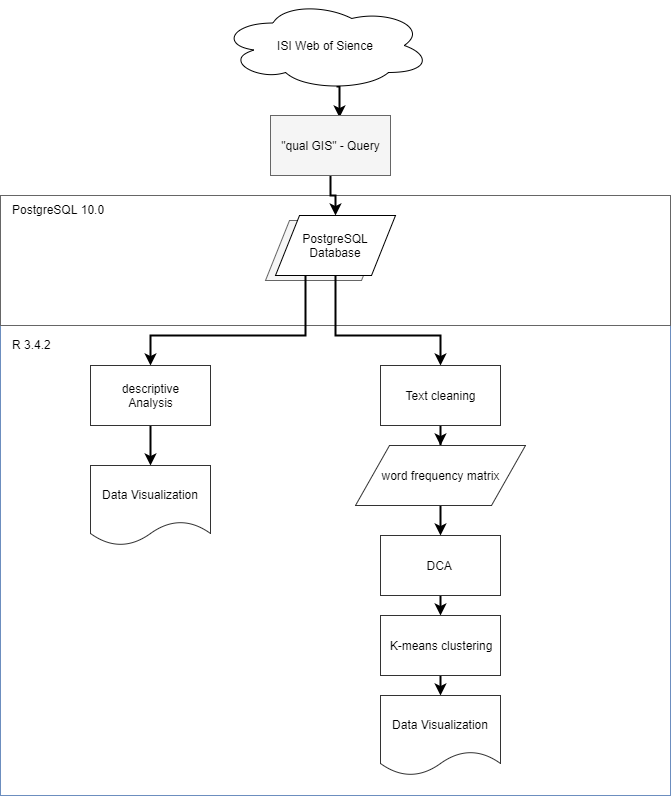 ISI Web of Sience
"qual GIS" - Query
PostgreSQL 10.0
PostgreSQL
Database
R 3.4.2
descriptive
Analysis
Text cleaning
word frequency matrix
Data Visualization
DCA
K-means clustering
Data Visualization